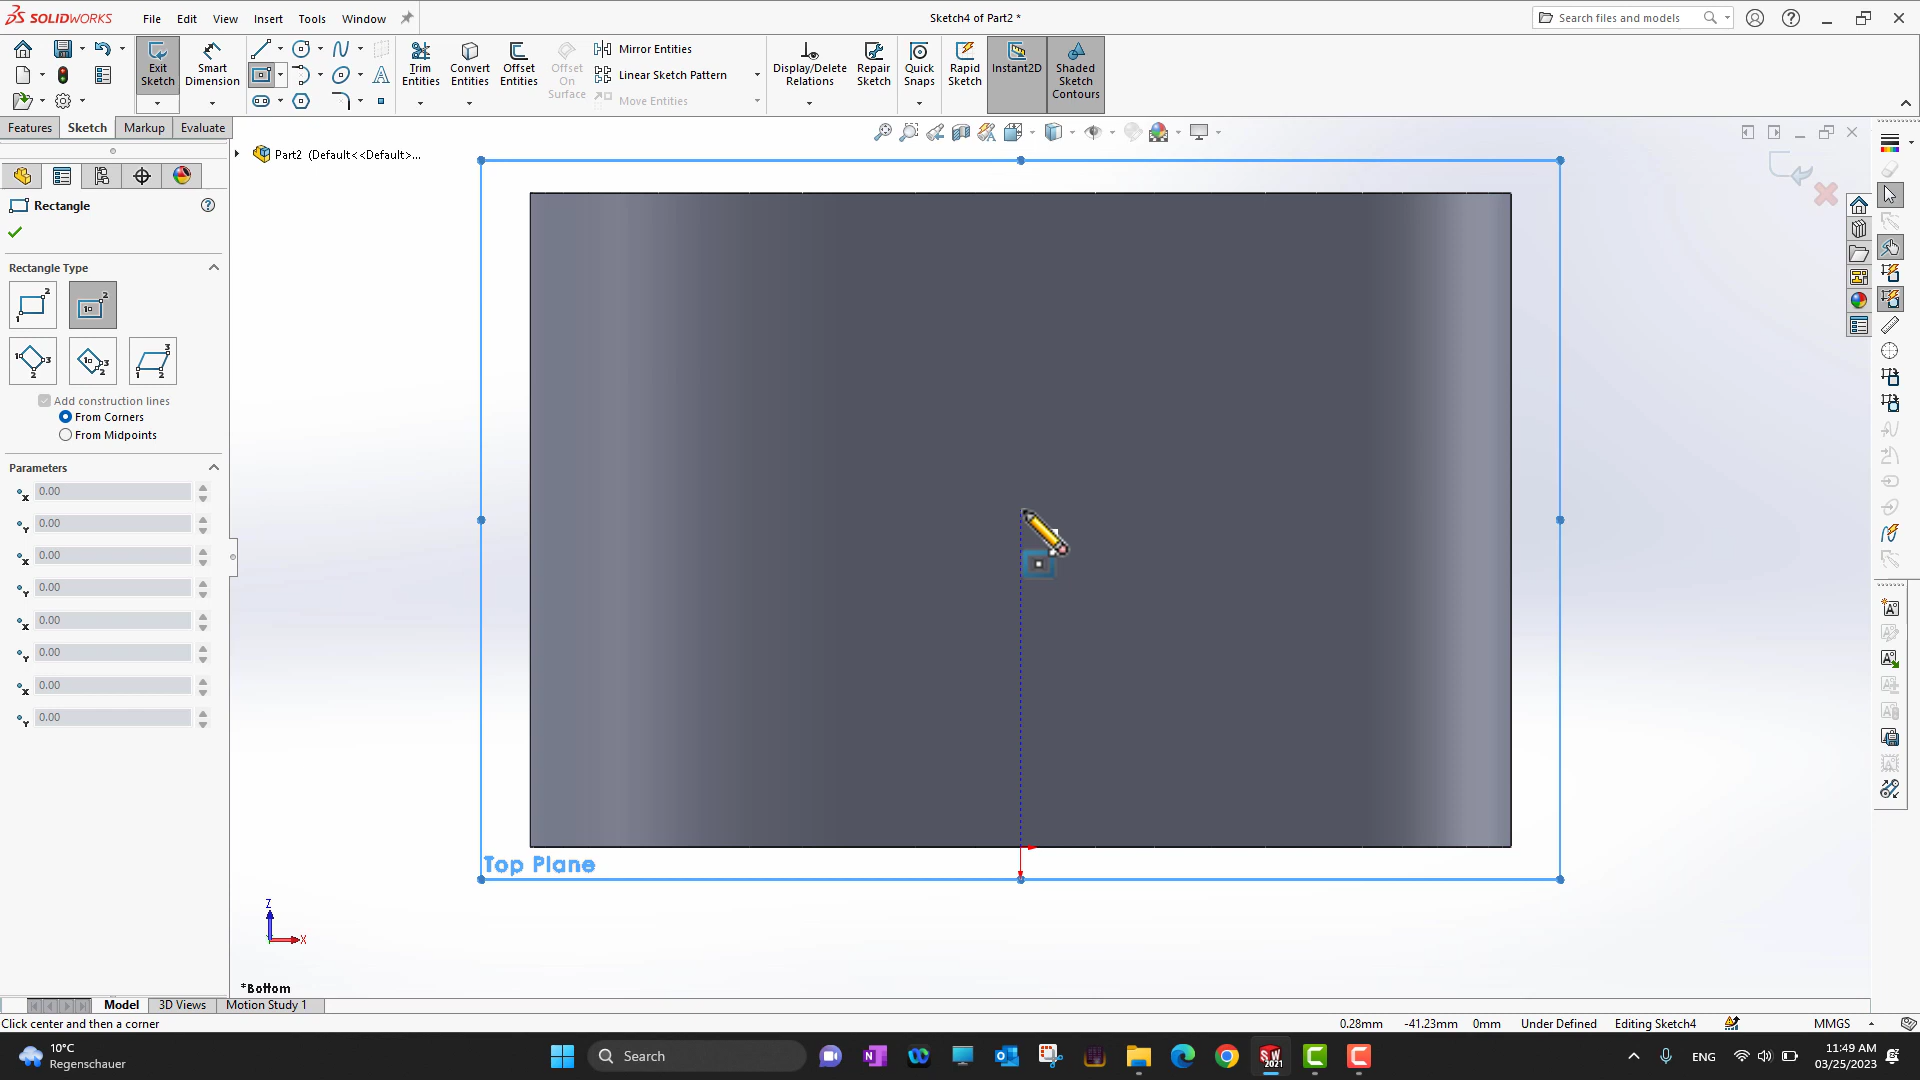 SOLIDWORKS
File
Edit
View
Insert
Tools
Window
Sketch4 of Part2 *
Search files and models
Exit
Sketch
Smart
Dimension
Trim
Entities
Convert
Entities
Offset
Entities
Offset
On
Surface
Mirror Entities
Linear Sketch Pattern
Move Entities
Display/Delete
Relations
Repair
Sketch
Quick
Snaps
Rapid
Sketch
Instant2D
Shaded
Sketch
Contours
Features
Sketch
Markup
Evaluate
Part2 (Default<<Default>...
Rectangle
Rectangle Type
Add construction lines
From Corners
From Midpoints
Parameters
0.00
0.00
0.00
0.00
0.00
0.00
0.00
0.00
Top Plane
Z
X
*Bottom
Model
3D Views
Motion Study 1
Click center and then a corner
0.28mm
-41.23mm
0mm
Under Defined
Editing Sketch4
MMGS
10°C
Regenschauer
Search
ENG
11:49 AM
03/25/2023